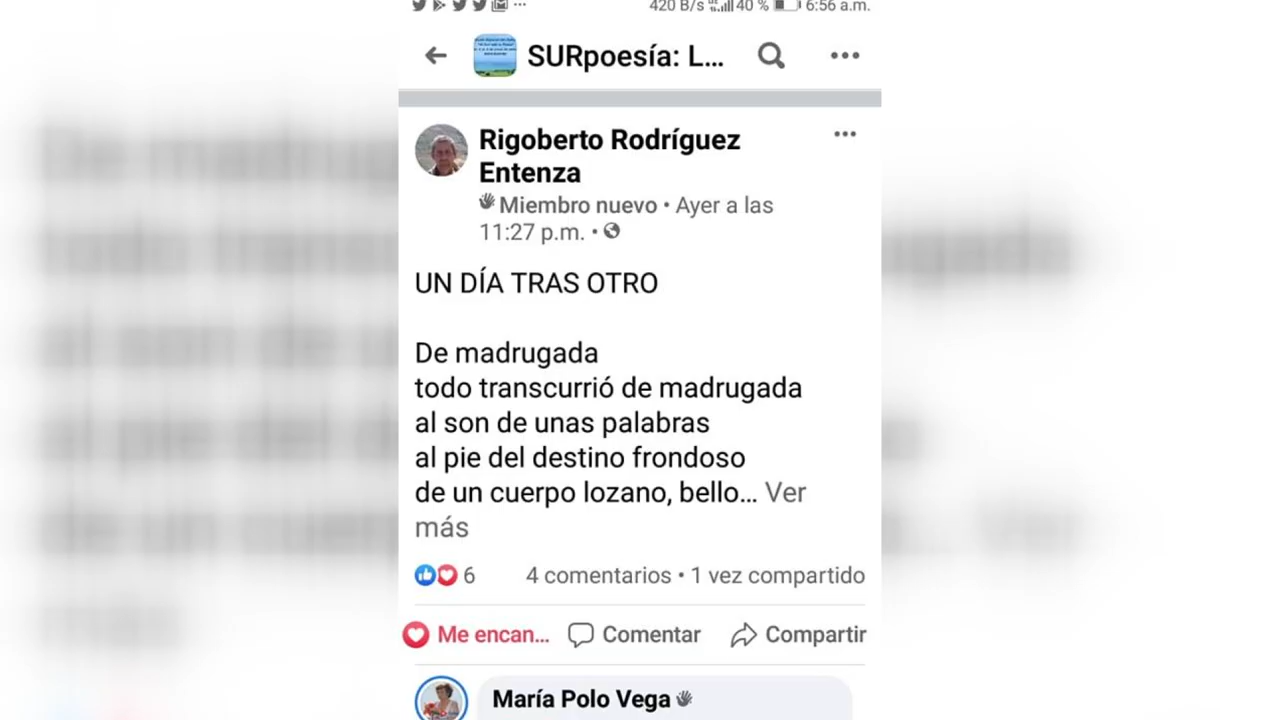 420 B/s 40 % 6:56 a.m.
SURpoesía: L...
Rigoberto Rodríguez
Entenza
Miembro nuevo • Ayer a las
11:27 p.m. •
UN DÍA TRAS OTRO
De madrugada
todo transcurrió de madrugada
al son de unas palabras
al pie del destino frondoso
de un cuerpo lozano, bello... Ver
más
6 4 comentarios • 1 vez compartido
Me encan... Comentar Compartir
María Polo Vega